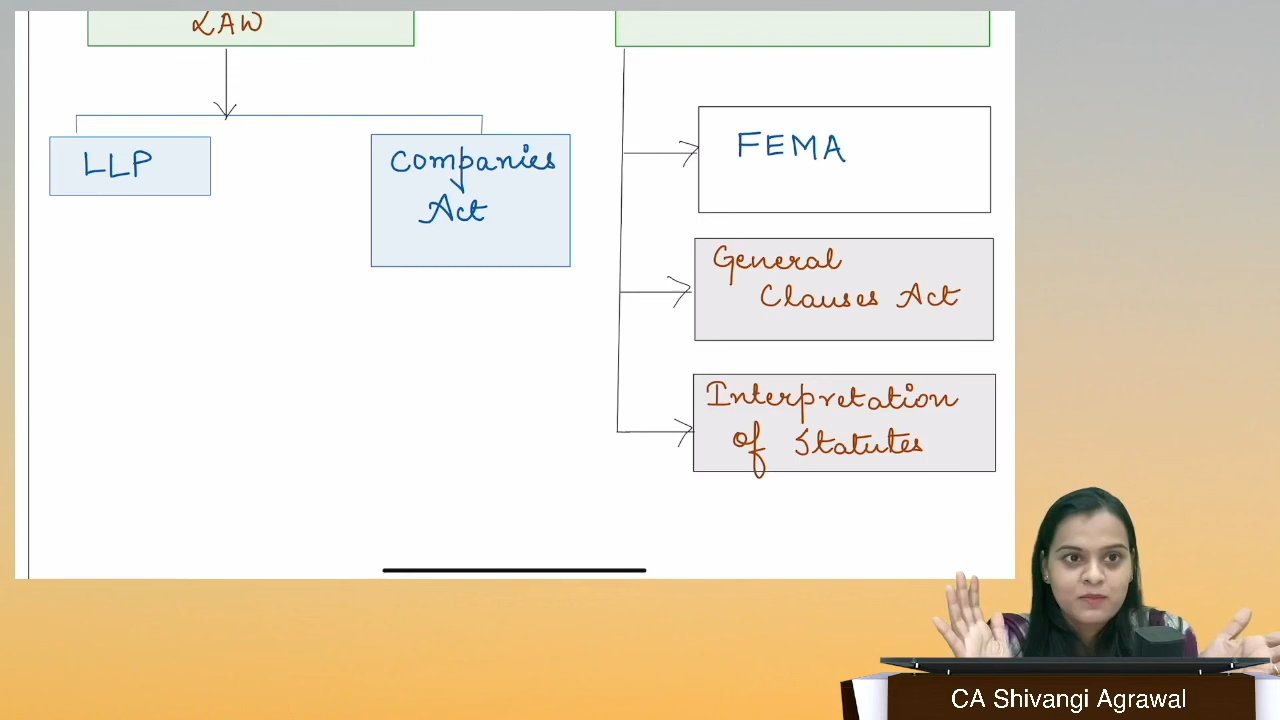 LAW
LLP
Companies
Act
FEMA
General
Clauses Act
Interpretation
of Statutes
CA Shivangi Agrawal